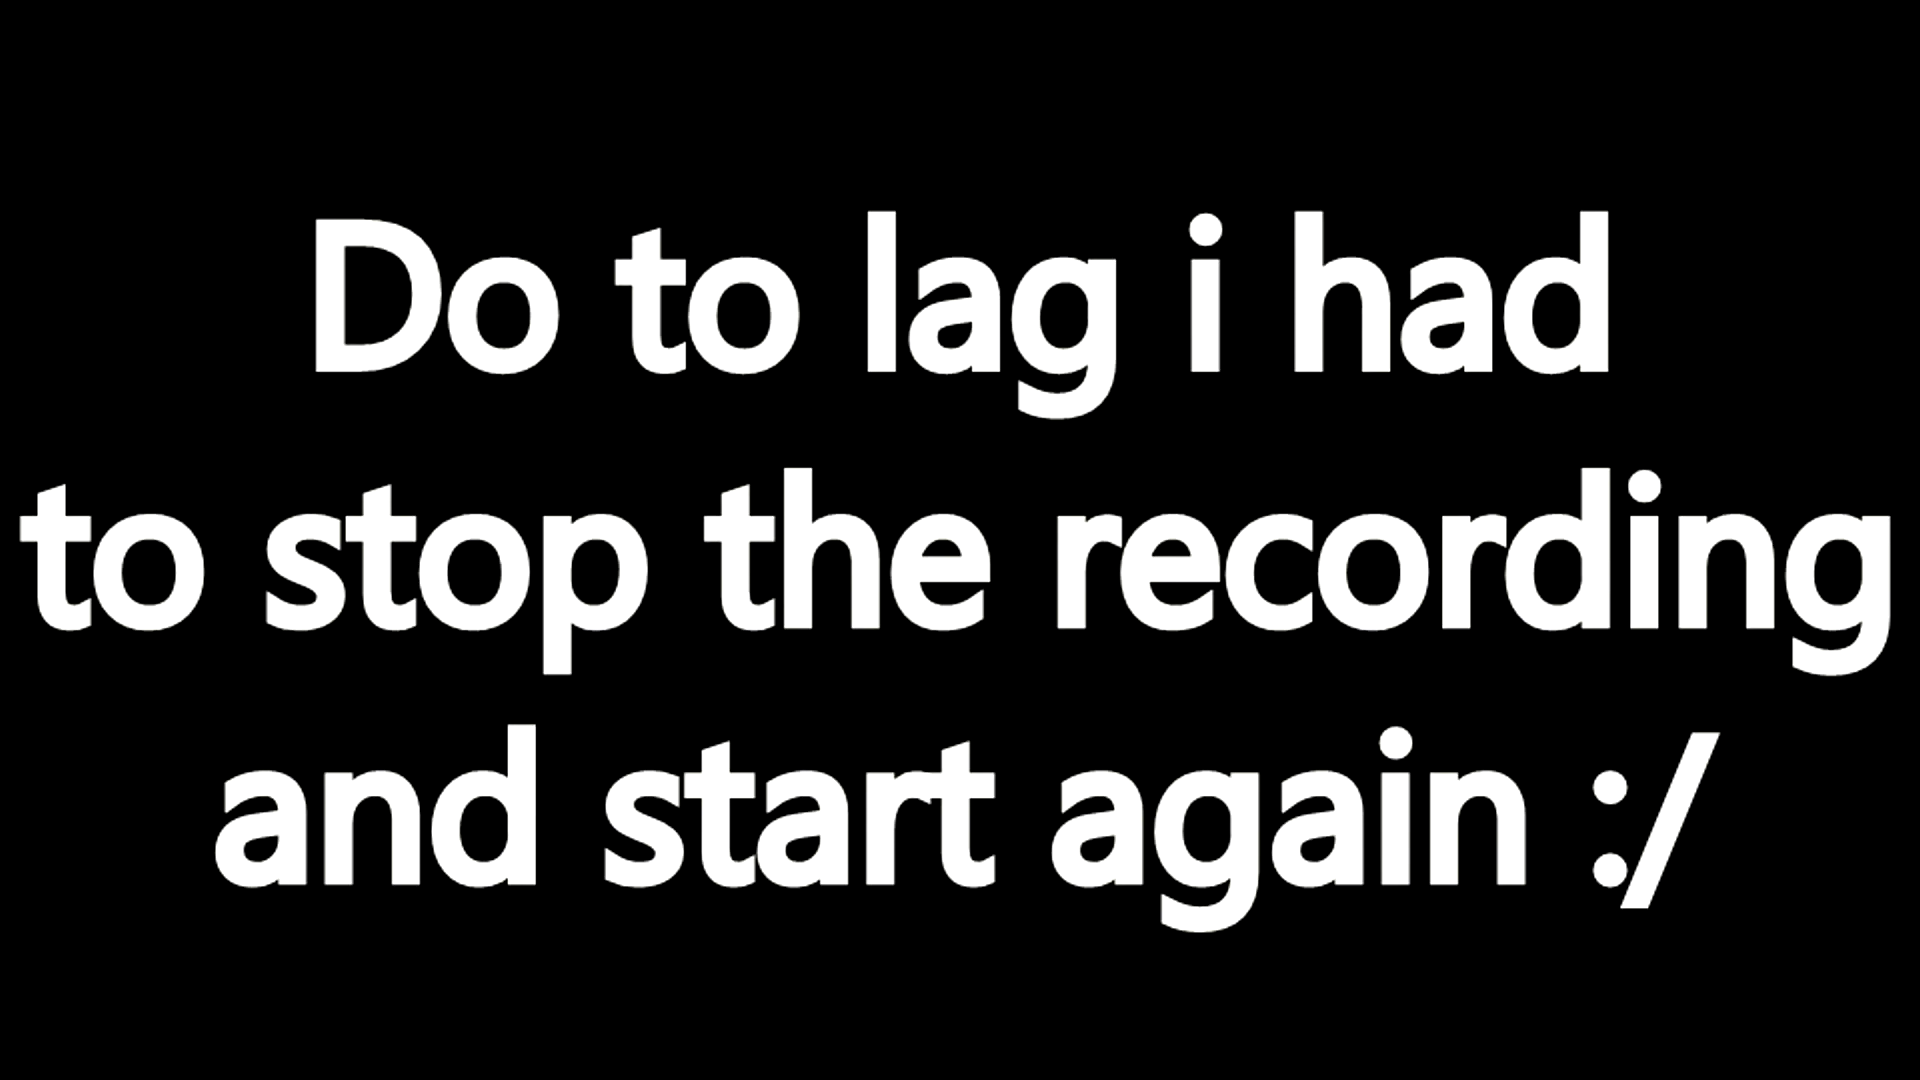 Do to lag i had
to stop the recording
and start again :/